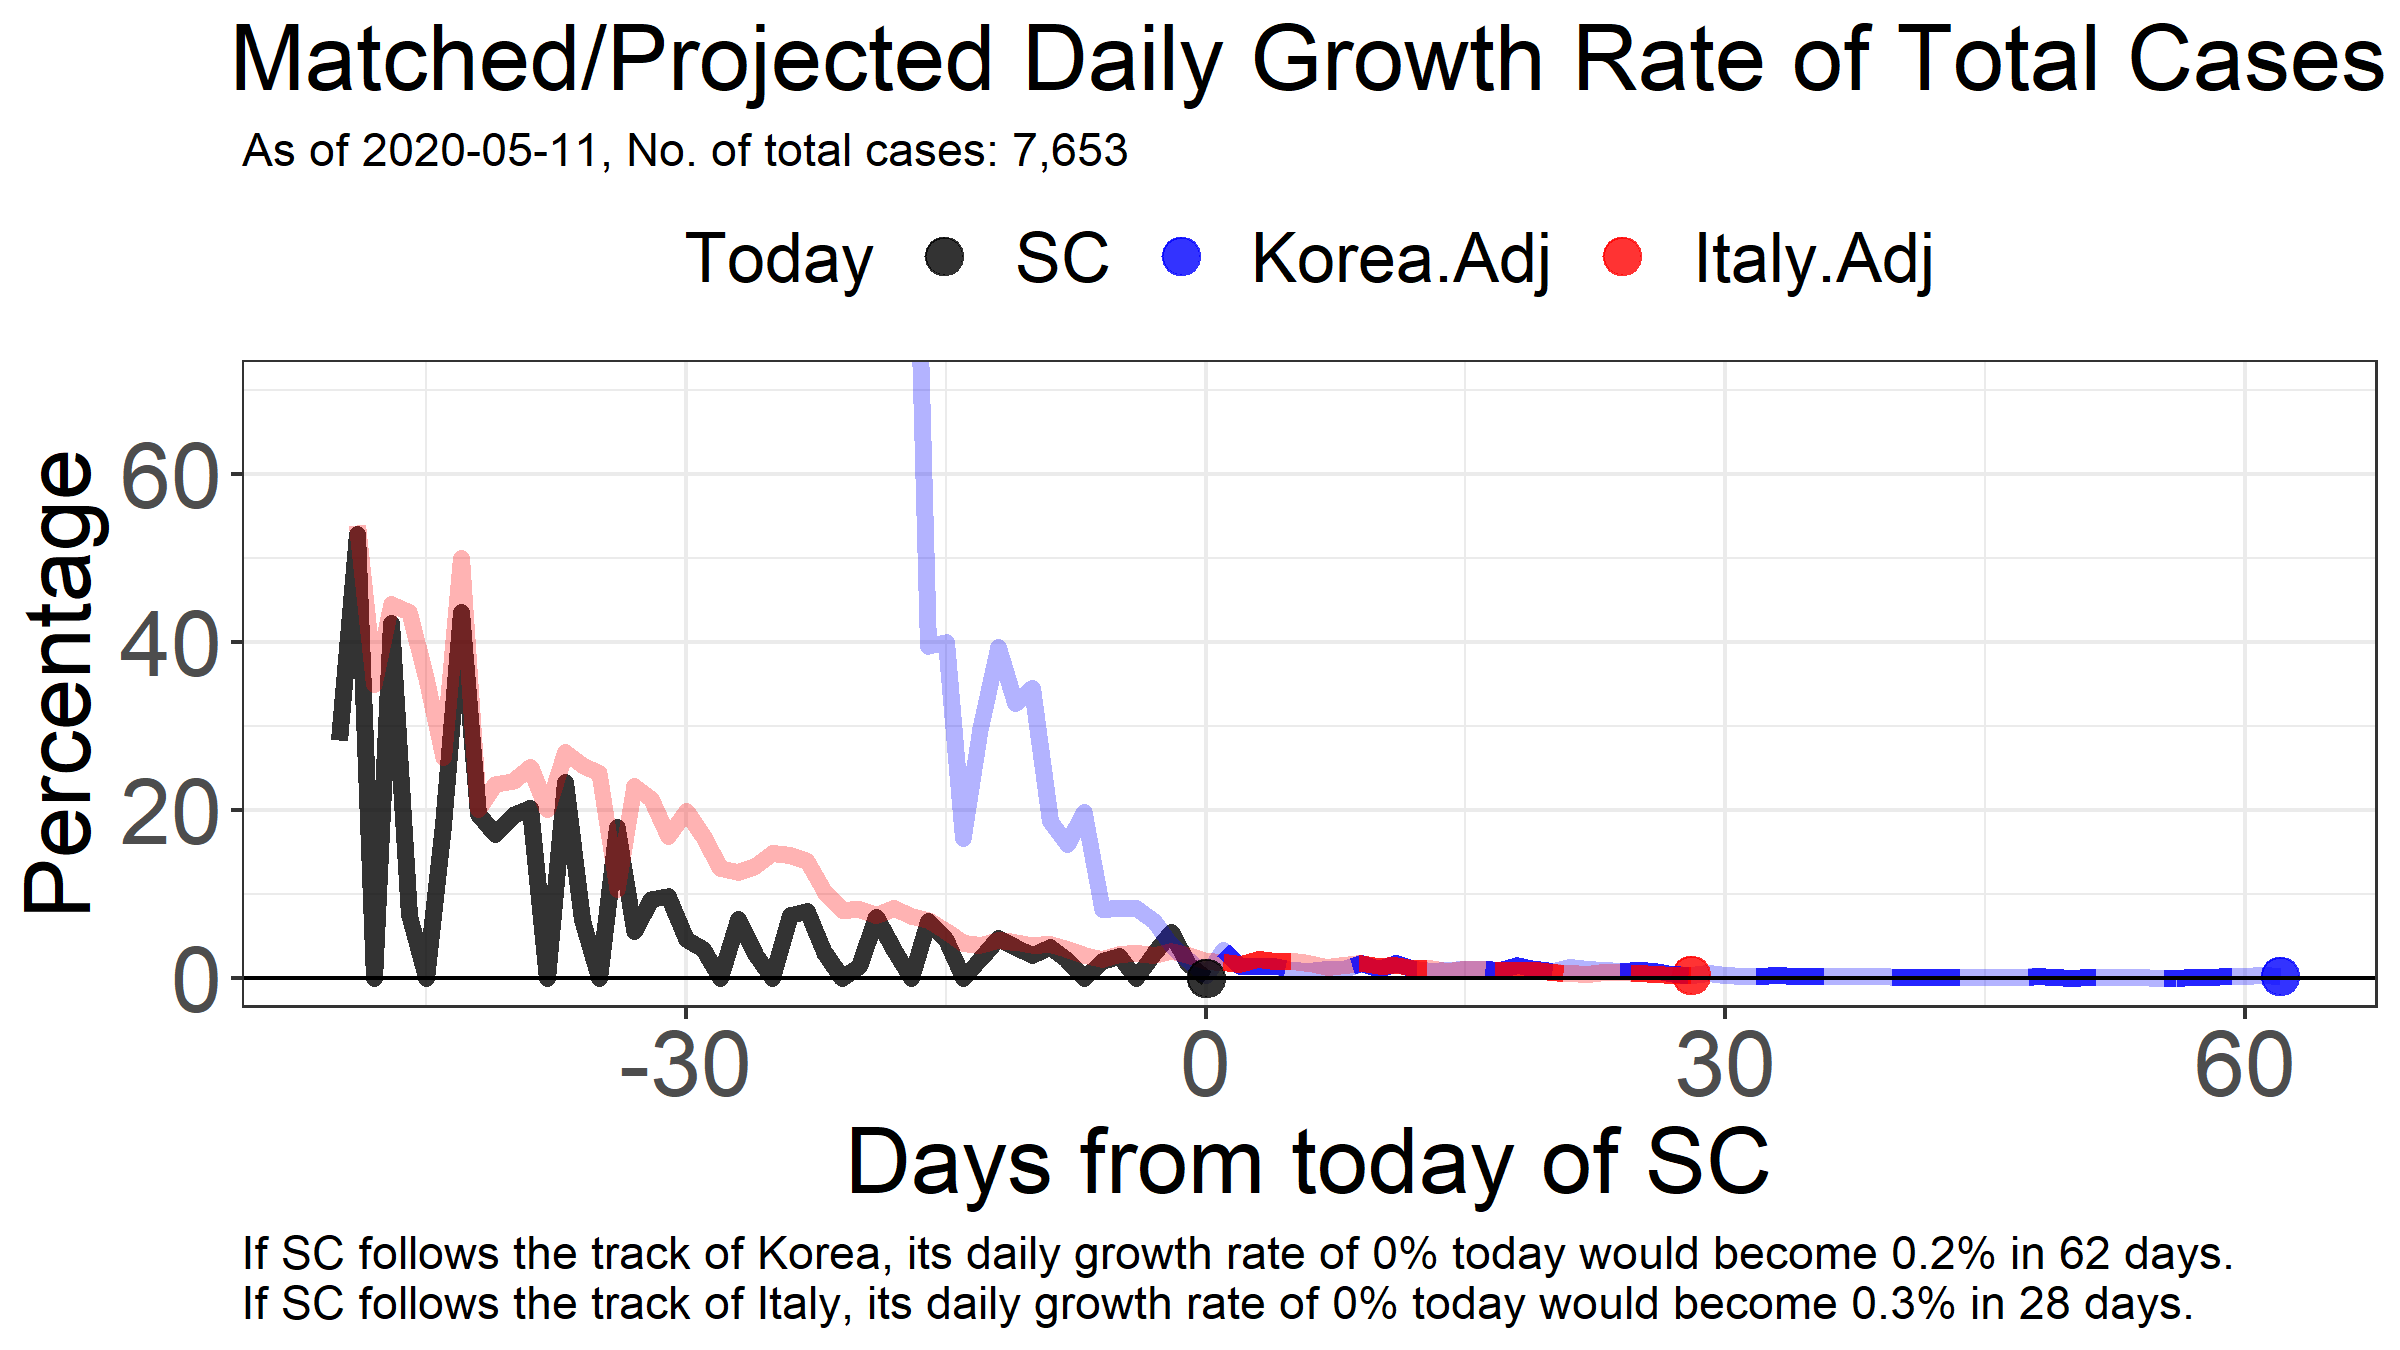 Matched/Projected Daily Growth Rate of Total Cases
As of 2020-05-11, No. of total cases: 7,653
Today SC Korea.Adj Italy.Adj
Percentage
60
40
20
0
-30 0 30 60
Days from today of SC
If SC follows the track of Korea, its daily growth rate of 0% today would become 0.2% in 62 days.
If SC follows the track of Italy, its daily growth rate of 0% today would become 0.3% in 28 days.